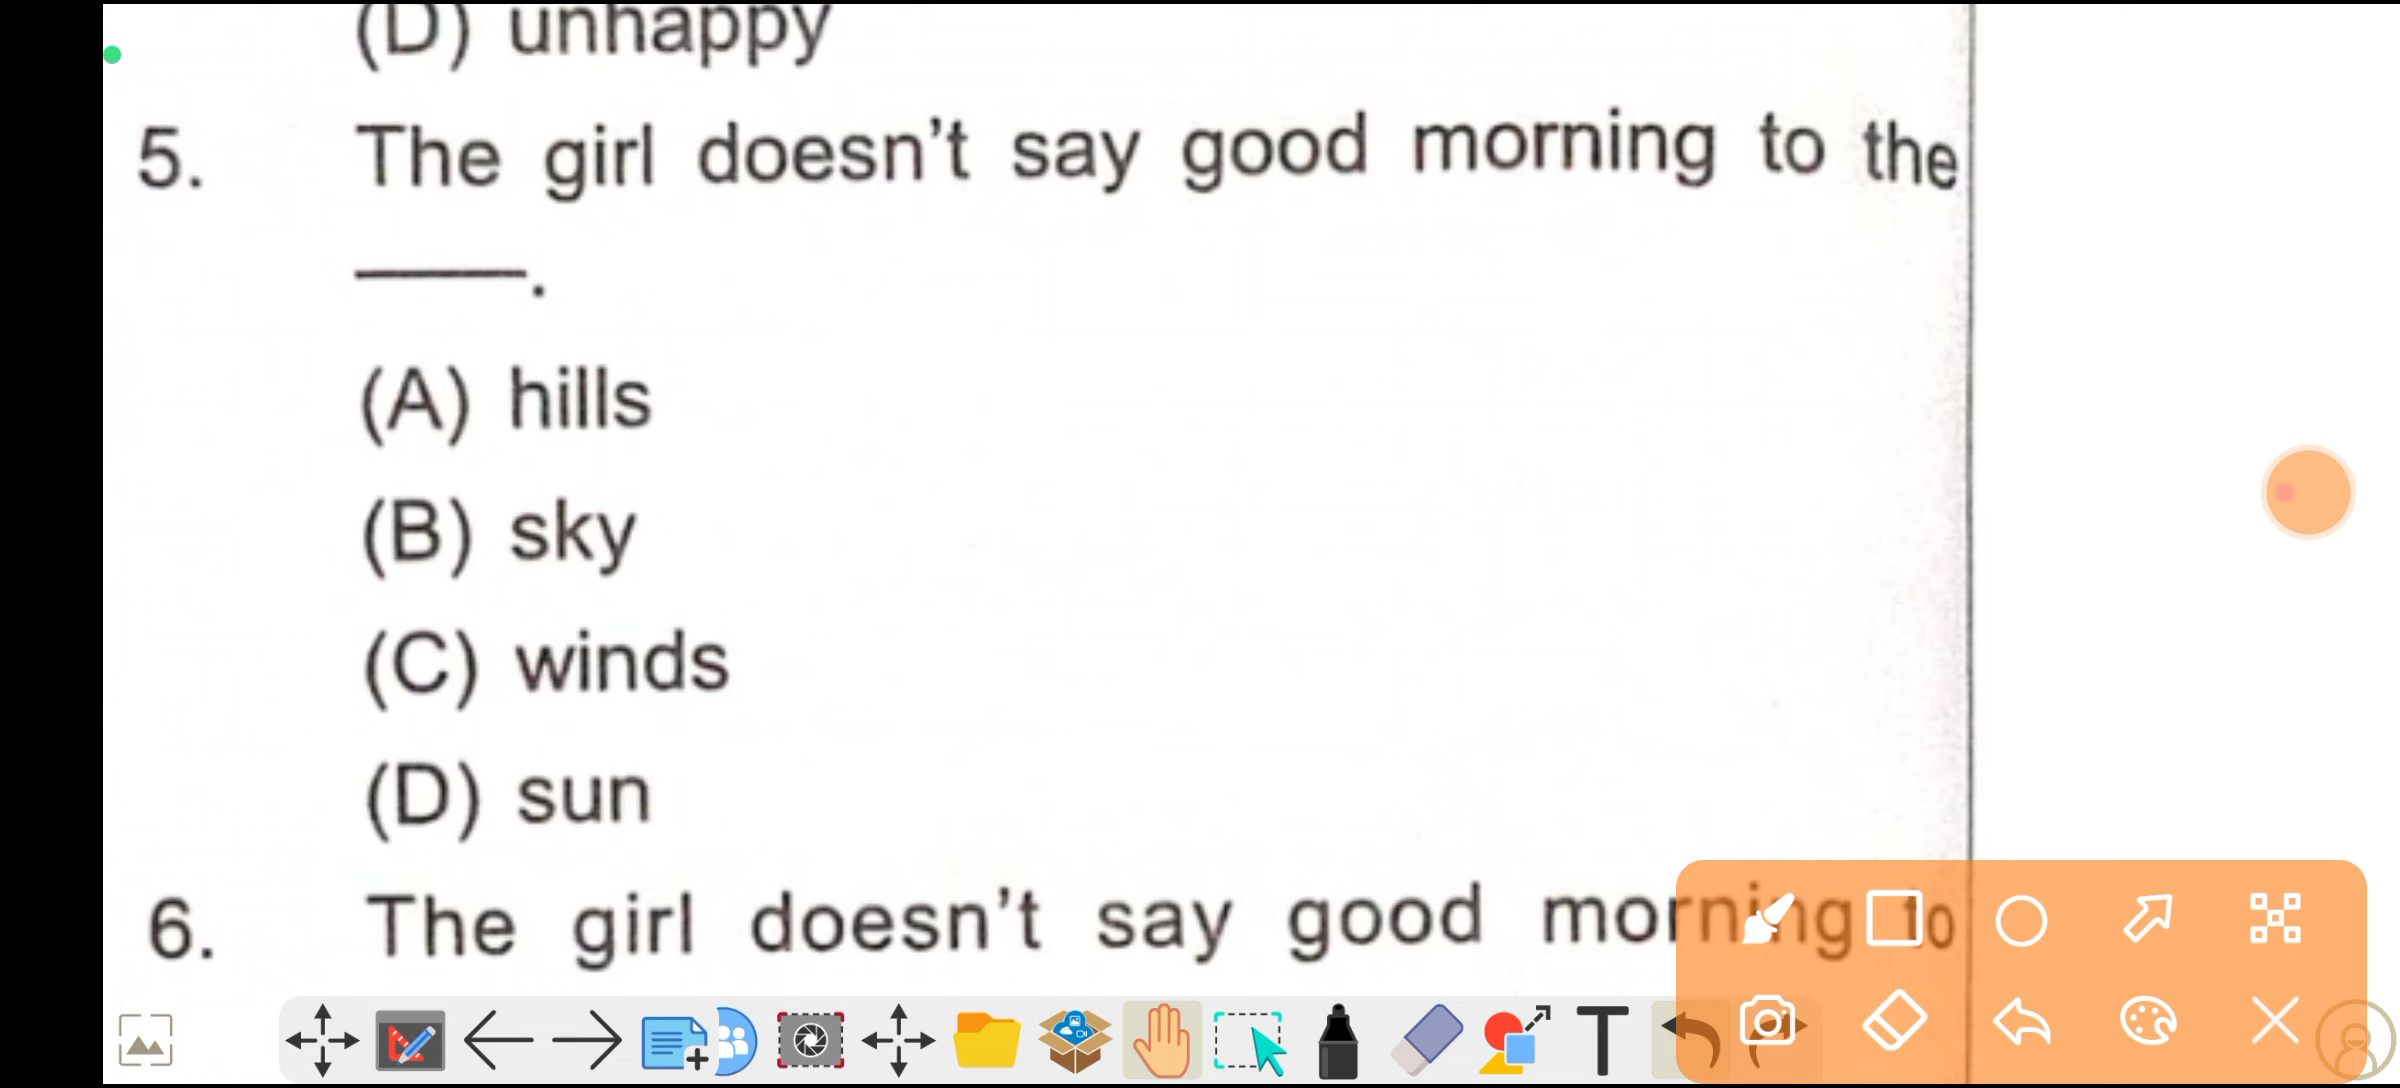 (D) unhappy
5. The girl doesn't say good morning to the
_____.
(A) hills
(B) sky
(C) winds
(D) sun
6. The girl doesn't say good morning to